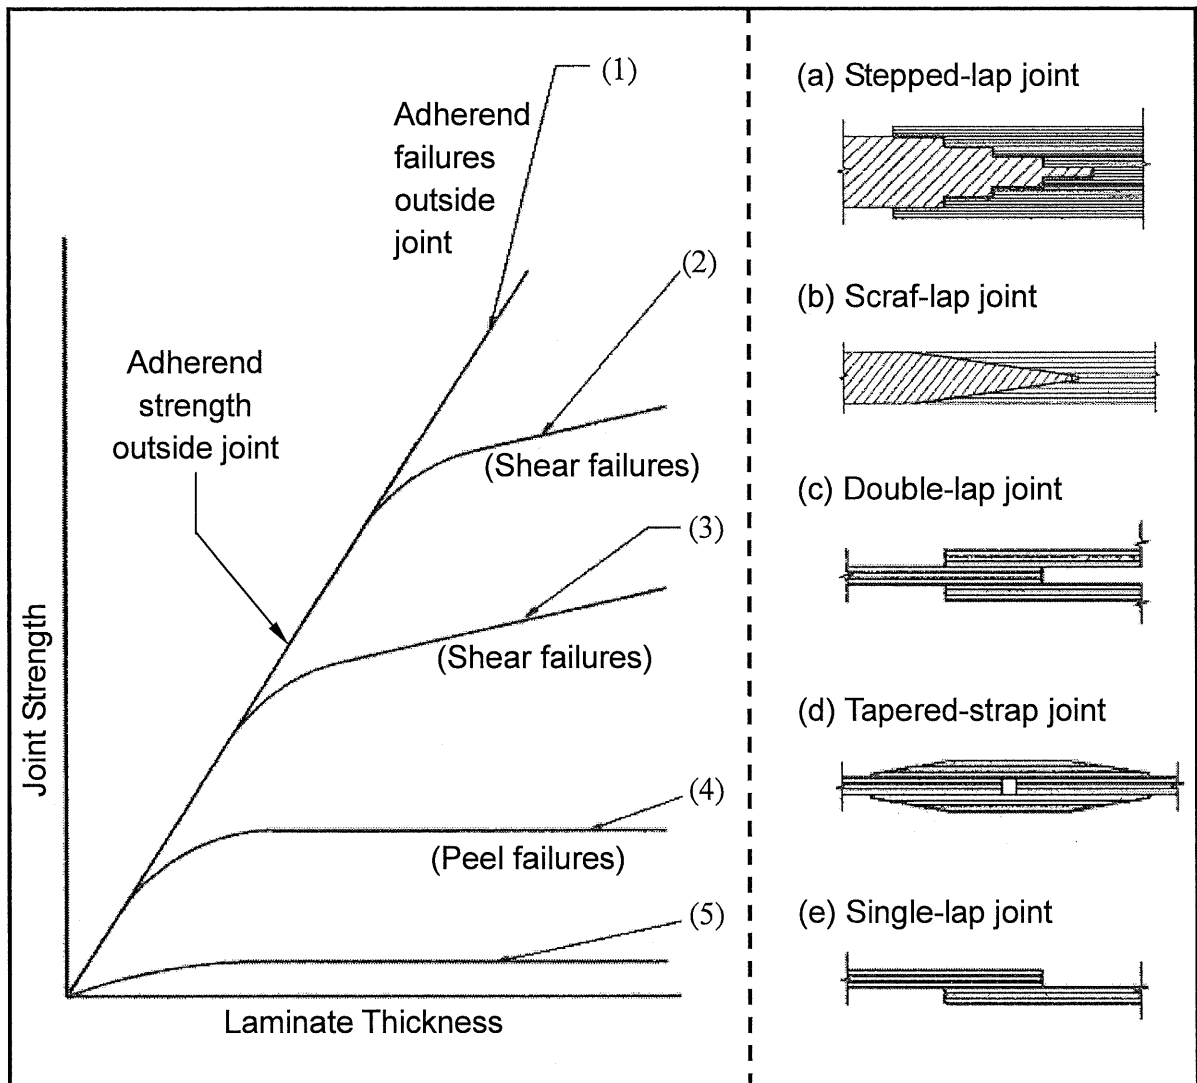 (1)
Adherend
failures
outside
joint
(2)
Adherend
strength
outside joint
(Shear failures)
(3)
(Shear failures)
(4)
(Peel failures)
(5)
Joint Strength
Laminate Thickness
(a) Stepped-lap joint
(b) Scraf-lap joint
(c) Double-lap joint
(d) Tapered-strap joint
(e) Single-lap joint